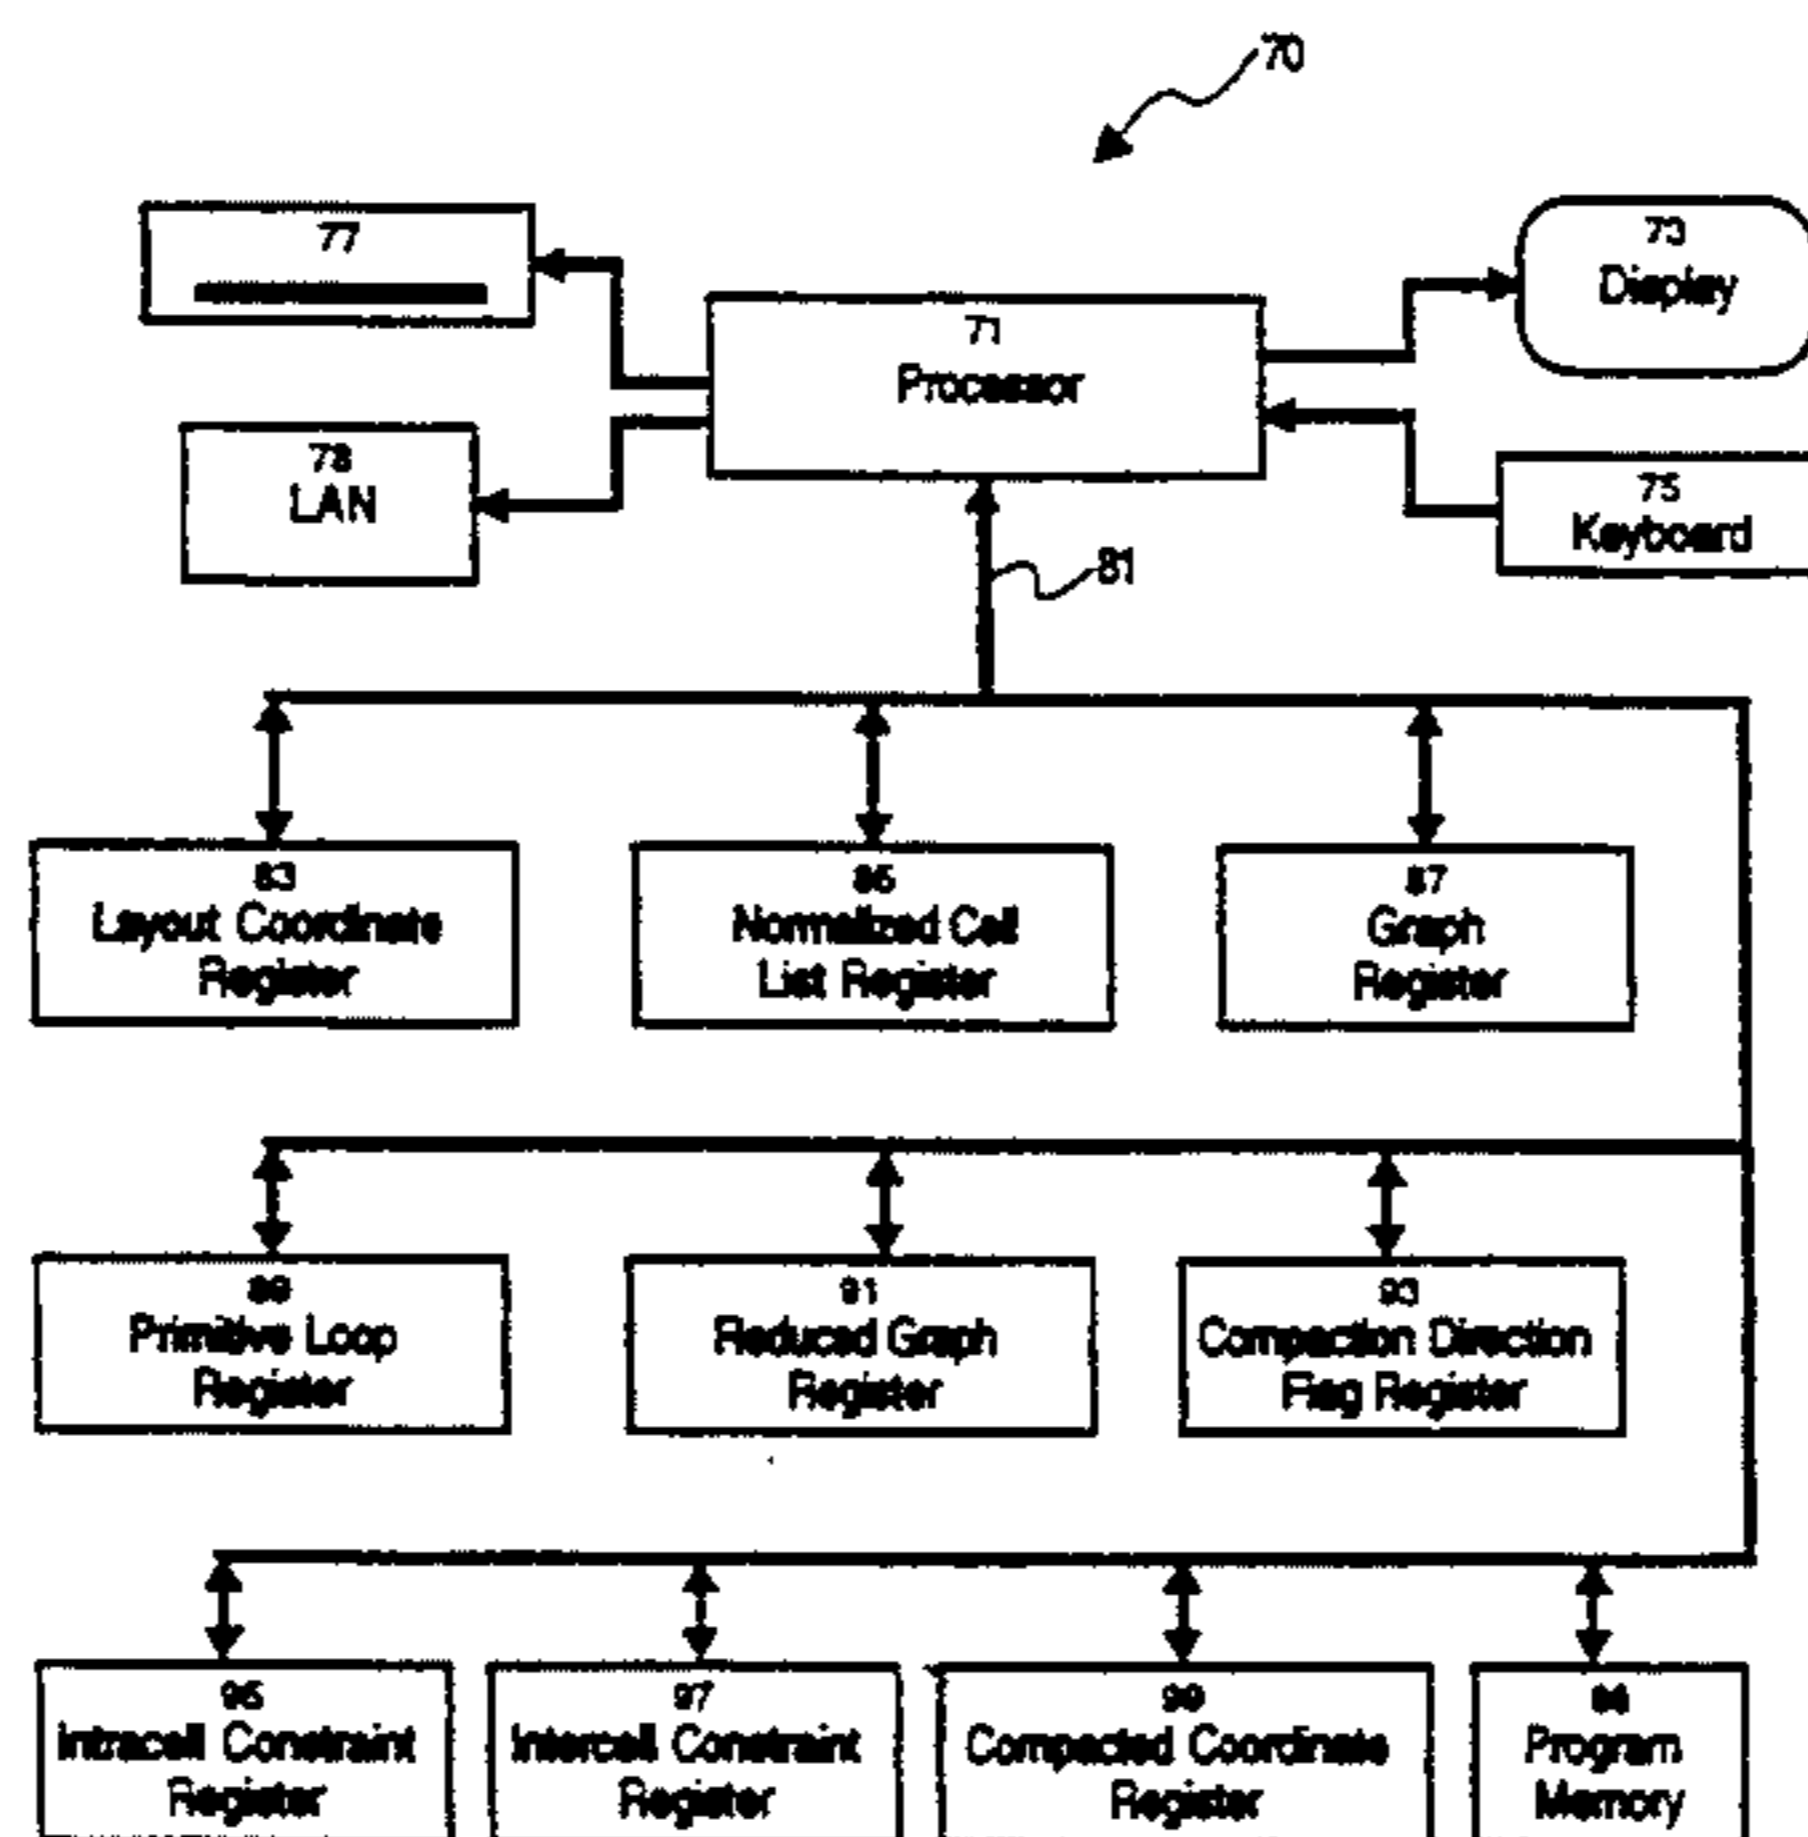 70
77
73
Display
71
Processor
78
LAN
75
Keyboard
81
83
Layout Coordinate
Register
85
Normalized Cell
List Register
87
Graph
Register
89
Primitive Loop
Register
91
Reduced Graph
Register
93
Compaction Direction
Flag Register
95
Intracell Constraint
Register
97
Intercell Constraint
Register
99
Compacted Coordinate
Register
Program
Memory